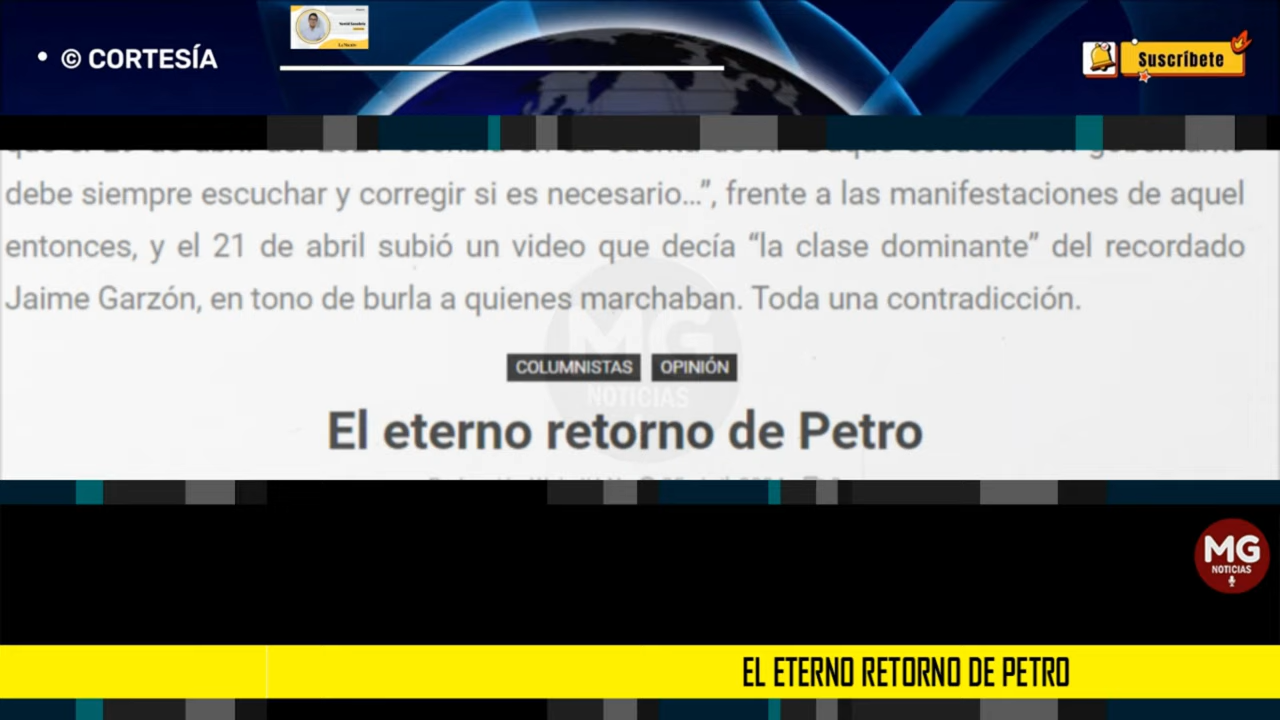 • © CORTESÍA
Suscríbete
debe siempre escuchar y corregir si es necesario...”, frente a las manifestaciones de aquel
entonces, y el 21 de abril subió un video que decía “la clase dominante” del recordado
Jaime Garzón, en tono de burla a quienes marchaban. Toda una contradicción.
COLUMNISTAS OPINIÓN
MG
NOTICIAS
El eterno retorno de Petro
MG
NOTICIAS
EL ETERNO RETORNO DE PETRO